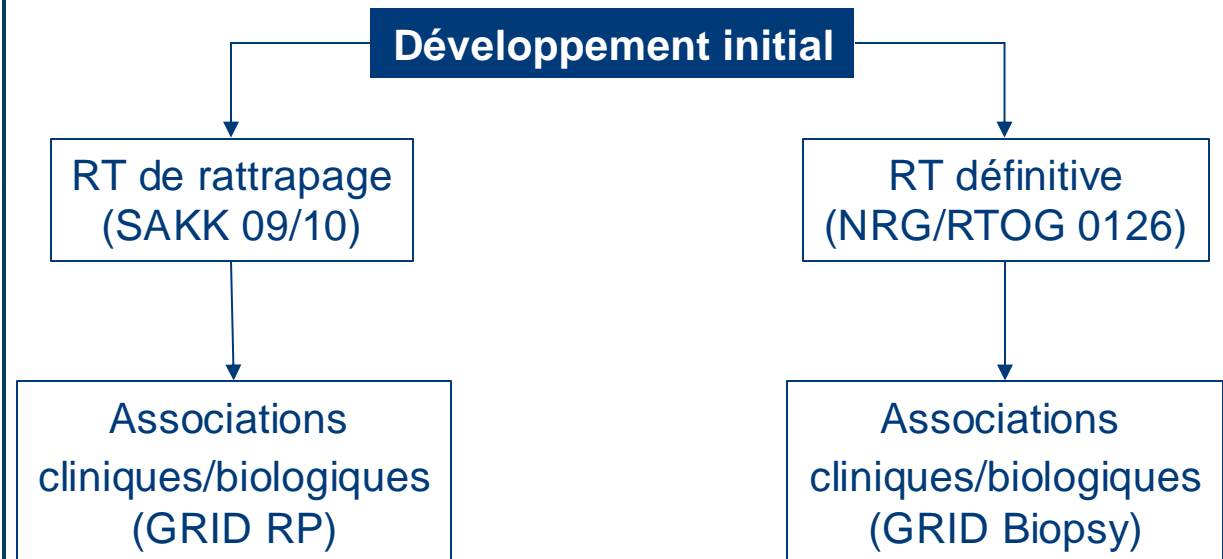 Développement initial
RT de rattrapage
(SAKK 09/10)
RT définitive
(NRG/RTOG 0126)
Associations
cliniques/biologiques
(GRID RP)
Associations
cliniques/biologiques
(GRID Biopsy)